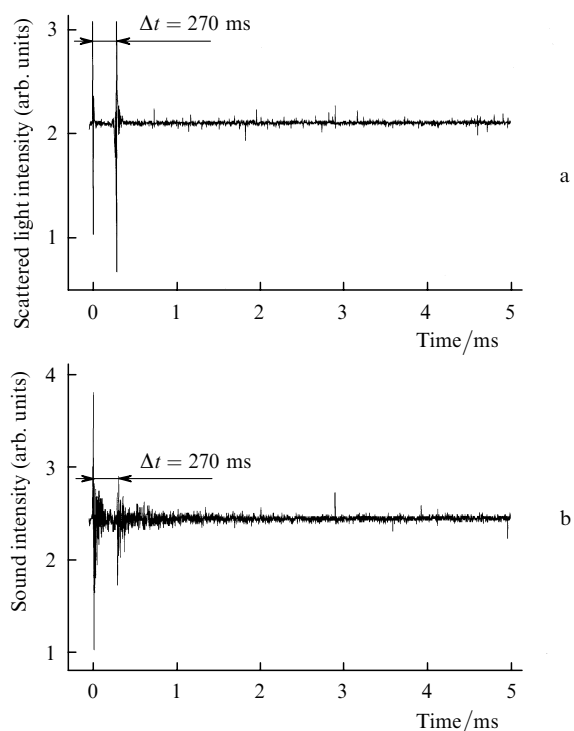 Scattered light intensity (arb. units)
3
2
1
Δt = 270 ms
0 1 2 3 4 5
Time/ms
a
Sound intensity (arb. units)
4
3
2
1
Δt = 270 ms
0 1 2 3 4 5
Time/ms
b